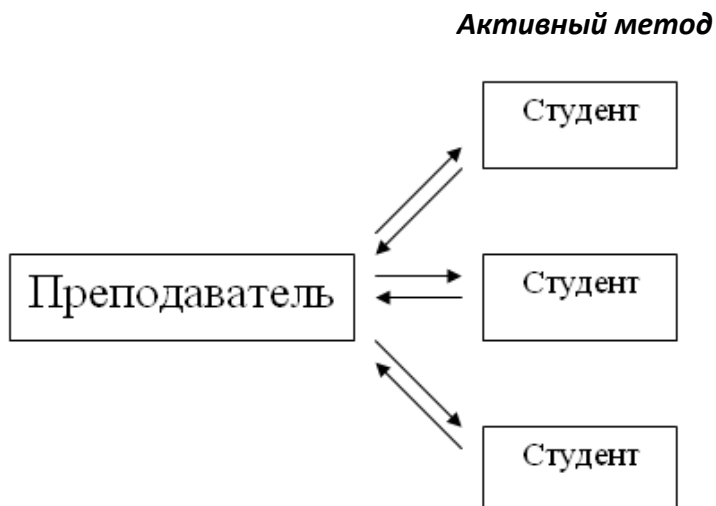 Активный метод
Студент
Преподаватель
Студент
Студент